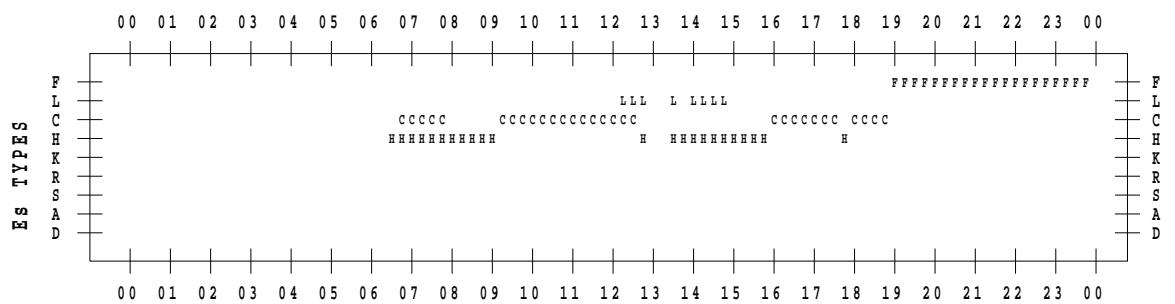 00 01 02 03 04 05 06 07 08 09 10 11 12 13 14 15 16 17 18 19 20 21 22 23 00
Es TYPES
F FFFFFFFFFFFFFFFFFFFF F
L LLL L LLLL L
C CCCCC CCCCCCCCCCCCCC CCCCCCC CCCC C
H HHHHHHHHHHH H HHHHHHHHHH H H
K K
R R
S S
A A
D D
00 01 02 03 04 05 06 07 08 09 10 11 12 13 14 15 16 17 18 19 20 21 22 23 00